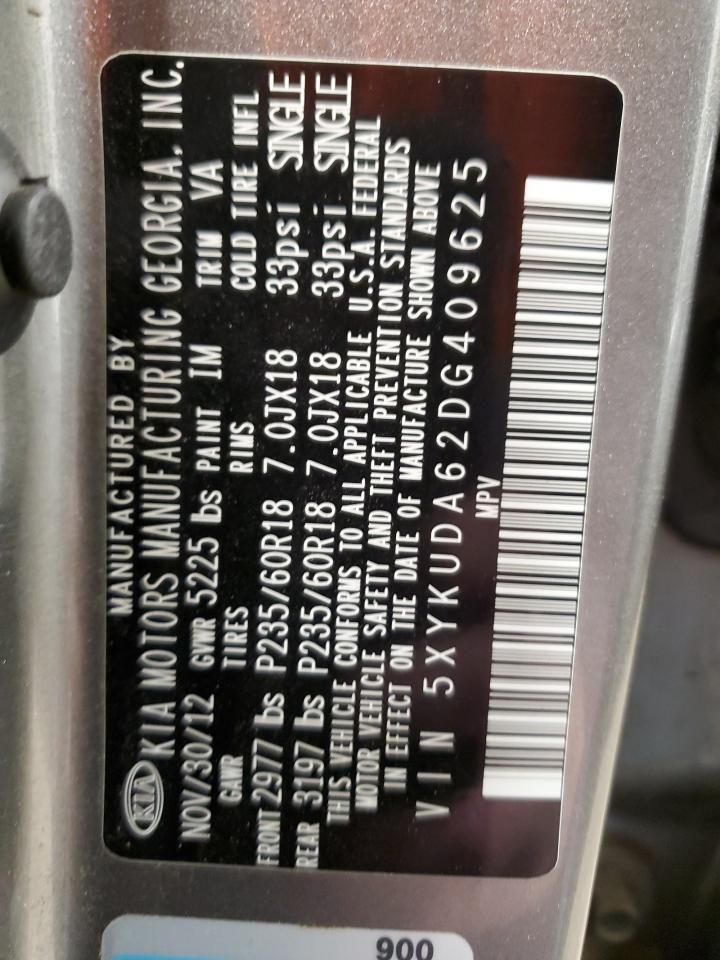 MANUFACTURED BY
KIA KIA MOTORS MANUFACTURING GEORGIA. INC.
NOV/30/12 GVWR 5225 lbs PAINT IM TRIM VA
GAWR TIRES RIMS COLD TIRE INFL
FRONT 2977 lbs P235/60R18 7.0JX18 33psi SINGLE
REAR 3197 lbs P235/60R18 7.0JX18 33psi SINGLE
THIS VEHICLE CONFORMS TO ALL APPLICABLE U.S.A. FEDERAL
MOTOR VEHICLE SAFETY AND THEFT PREVENTION STANDARDS
IN EFFECT ON THE DATE OF MANUFACTURE SHOWN ABOVE
VIN 5XYKUDA62DG409625
MPV
900